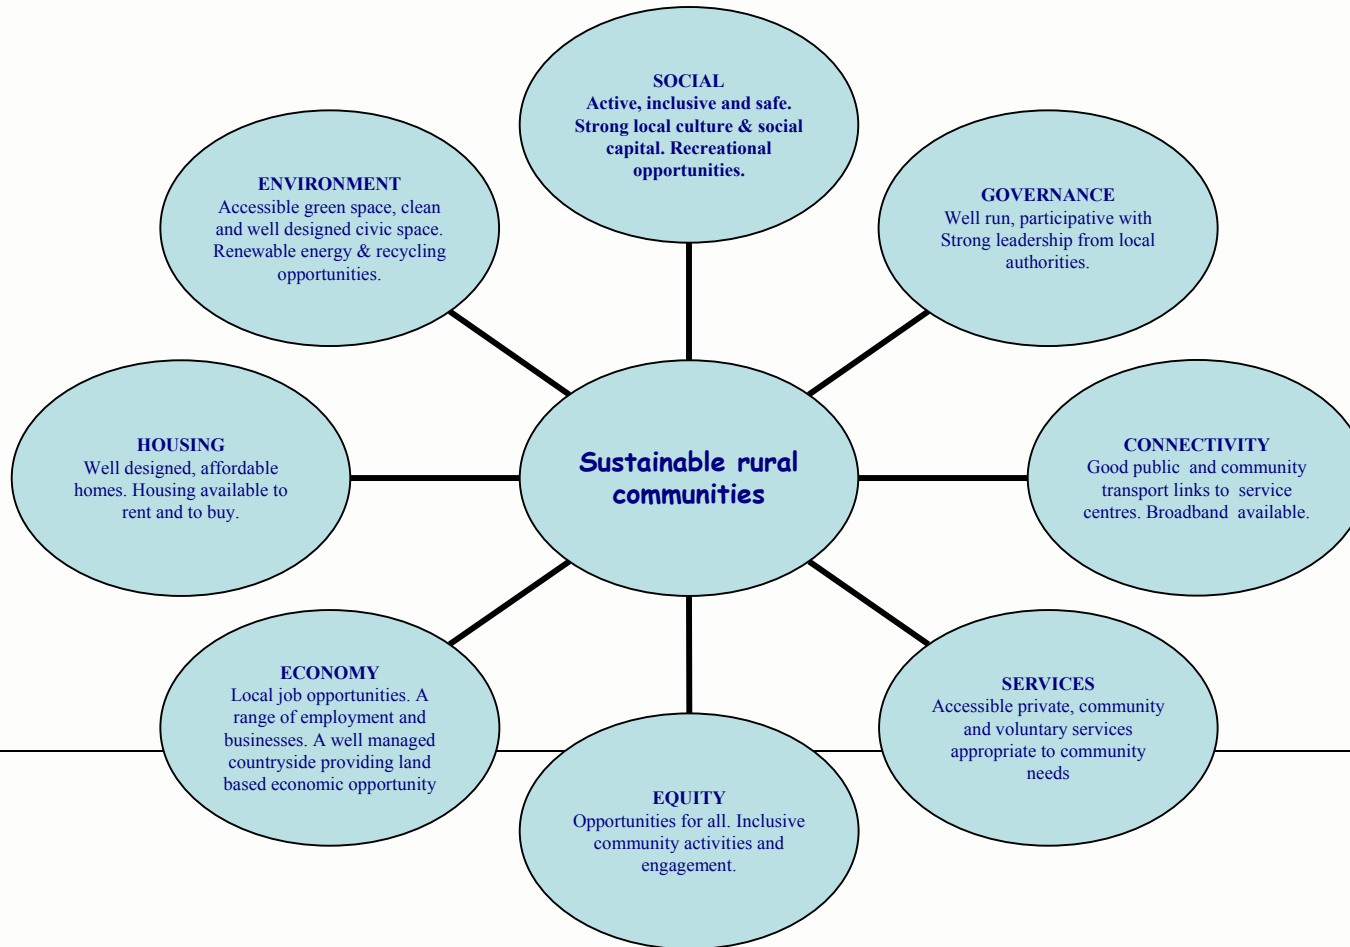 SOCIAL
Active, inclusive and safe.
Strong local culture & social
capital. Recreational
opportunities.
ENVIRONMENT
Accessible green space, clean
and well designed civic space.
Renewable energy & recycling
opportunities.
GOVERNANCE
Well run, participative with
Strong leadership from local
authorities.
HOUSING
Well designed, affordable
homes. Housing available to
rent and to buy.
Sustainable rural
communities
CONNECTIVITY
Good public and community
transport links to service
centres. Broadband available.
ECONOMY
Local job opportunities. A
range of employment and
businesses. A well managed
countryside providing land
based economic opportunity
SERVICES
Accessible private, community
and voluntary services
appropriate to community
needs
EQUITY
Opportunities for all. Inclusive
community activities and
engagement.